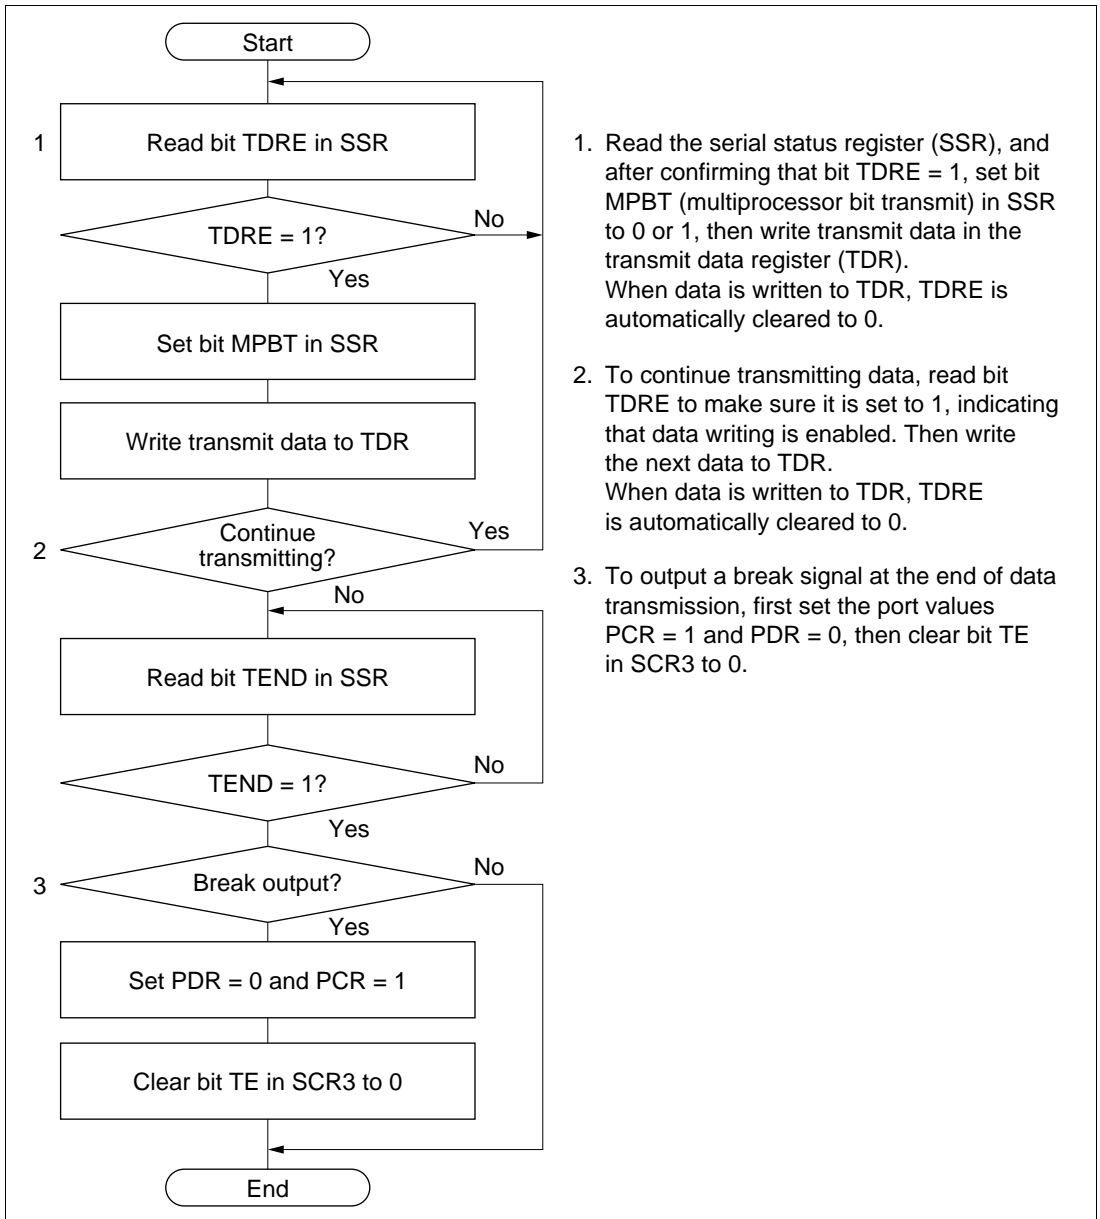 Start
1
Read bit TDRE in SSR
TDRE = 1?
No
Yes
Set bit MPBT in SSR
Write transmit data to TDR
2
Continue
transmitting?
Yes
No
Read bit TEND in SSR
TEND = 1?
No
Yes
3
Break output?
No
Yes
Set PDR = 0 and PCR = 1
Clear bit TE in SCR3 to 0
End
1. Read the serial status register (SSR), and
after confirming that bit TDRE = 1, set bit
MPBT (multiprocessor bit transmit) in SSR
to 0 or 1, then write transmit data in the
transmit data register (TDR).
When data is written to TDR, TDRE is
automatically cleared to 0.
2. To continue transmitting data, read bit
TDRE to make sure it is set to 1, indicating
that data writing is enabled. Then write
the next data to TDR.
When data is written to TDR, TDRE
is automatically cleared to 0.
3. To output a break signal at the end of data
transmission, first set the port values
PCR = 1 and PDR = 0, then clear bit TE
in SCR3 to 0.